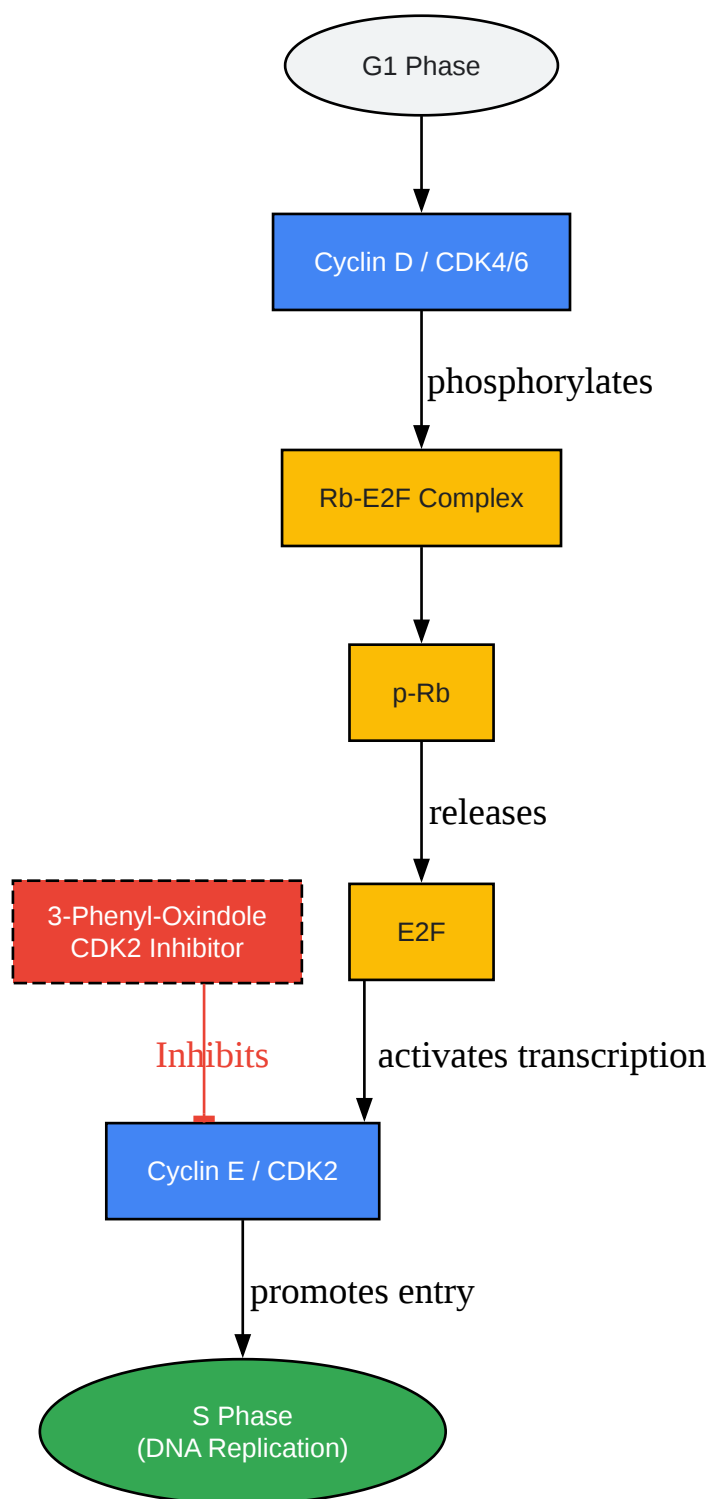 G1 Phase
Cyclin D / CDK4/6
phosphorylates
Rb-E2F Complex
p-Rb
releases
3-Phenyl-Oxindole
CDK2 Inhibitor
E2F
Inhibits
activates transcription
Cyclin E / CDK2
promotes entry
S Phase
(DNA Replication)